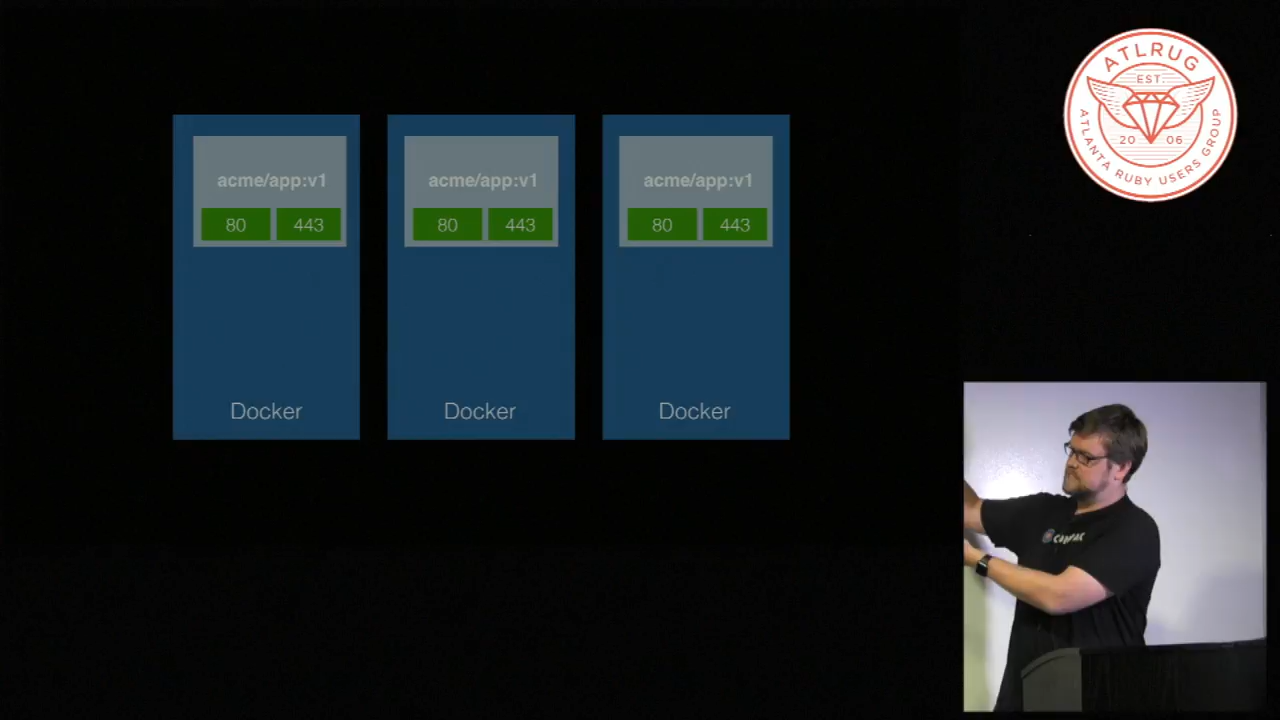 acme/app:v1
80 443
Docker
acme/app:v1
80 443
Docker
acme/app:v1
80 443
Docker
ATLRUG
EST.
20 06
ATLANTA RUBY USERS GROUP